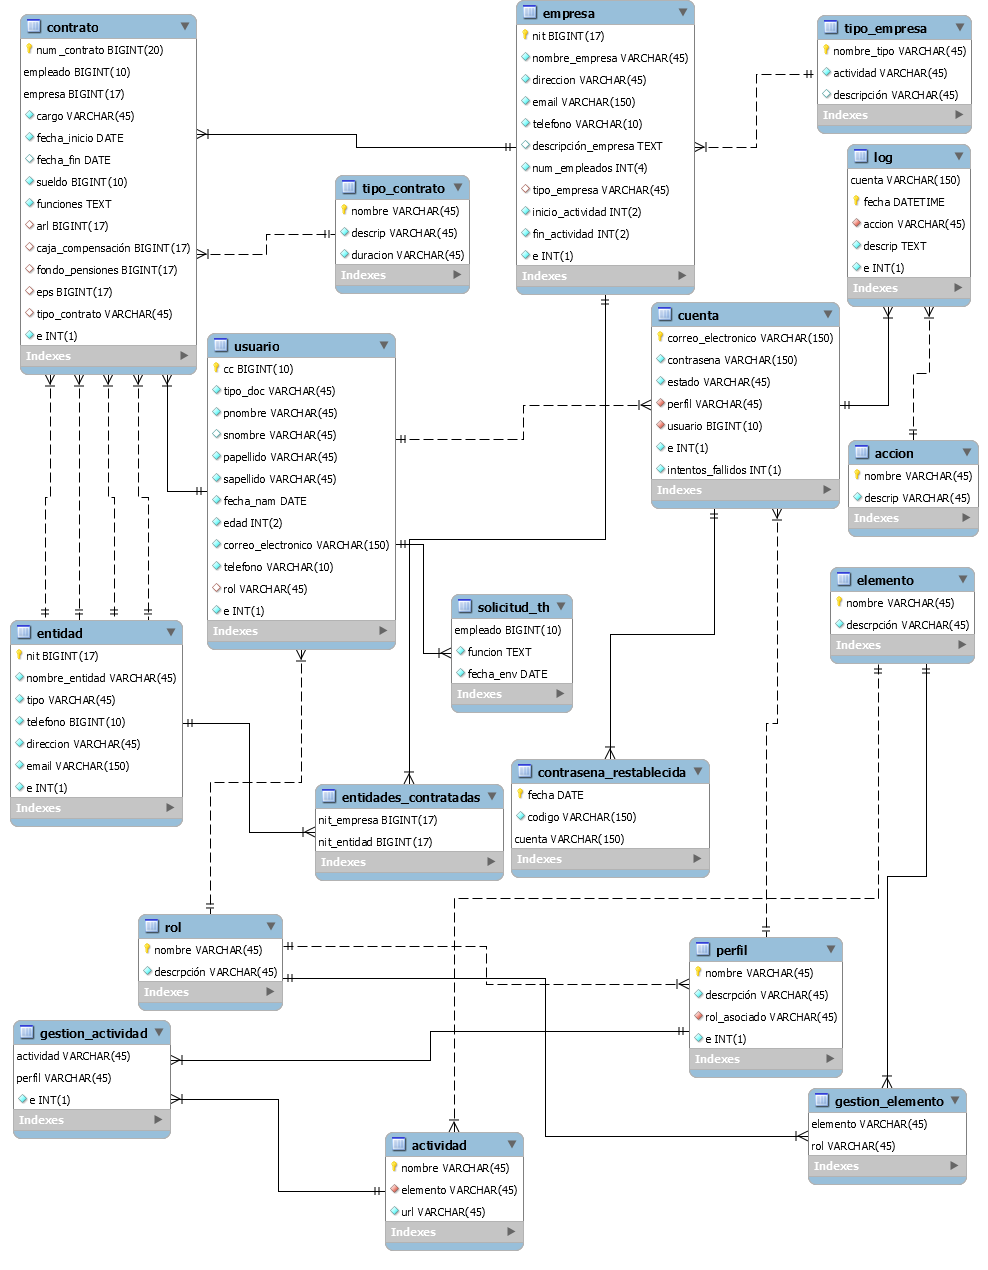 contrato
num_contrato BIGINT(20)
empleado BIGINT(10)
empresa BIGINT(17)
cargo VARCHAR(45)
fecha_inicio DATE
fecha_fin DATE
sueldo BIGINT(10)
funciones TEXT
arl BIGINT(17)
caja_compensación BIGINT(17)
fondo_pensiones BIGINT(17)
eps BIGINT(17)
tipo_contrato VARCHAR(45)
e INT(1)
Indexes
empresa
nit BIGINT(17)
nombre_empresa VARCHAR(45)
direccion VARCHAR(45)
email VARCHAR(150)
telefono VARCHAR(10)
descripción_empresa TEXT
num_empleados INT(4)
tipo_empresa VARCHAR(45)
inicio_actividad INT(2)
fin_actividad INT(2)
e INT(1)
Indexes
tipo_empresa
nombre_tipo VARCHAR(45)
actividad VARCHAR(45)
descripción VARCHAR(45)
Indexes
log
cuenta VARCHAR(150)
fecha DATETIME
accion VARCHAR(45)
descrip TEXT
e INT(1)
Indexes
tipo_contrato
nombre VARCHAR(45)
descrip VARCHAR(45)
duracion VARCHAR(45)
Indexes
cuenta
correo_electronico VARCHAR(150)
contrasena VARCHAR(150)
estado VARCHAR(45)
perfil VARCHAR(45)
usuario BIGINT(10)
e INT(1)
intentos_fallidos INT(1)
Indexes
usuario
cc BIGINT(10)
tipo_doc VARCHAR(45)
pnombre VARCHAR(45)
snombre VARCHAR(45)
papellido VARCHAR(45)
sapellido VARCHAR(45)
fecha_nam DATE
edad INT(2)
correo_electronico VARCHAR(150)
telefono VARCHAR(10)
rol VARCHAR(45)
e INT(1)
Indexes
accion
nombre VARCHAR(45)
descrip VARCHAR(45)
Indexes
elemento
nombre VARCHAR(45)
descrpción VARCHAR(45)
Indexes
solicitud_th
empleado BIGINT(10)
funcion TEXT
fecha_env DATE
Indexes
entidad
nit BIGINT(17)
nombre_entidad VARCHAR(45)
tipo VARCHAR(45)
telefono BIGINT(10)
direccion VARCHAR(45)
email VARCHAR(150)
e INT(1)
Indexes
entidades_contratadas
nit_empresa BIGINT(17)
nit_entidad BIGINT(17)
Indexes
contrasena_restablecida
fecha DATE
codigo VARCHAR(150)
cuenta VARCHAR(150)
Indexes
rol
nombre VARCHAR(45)
descrpción VARCHAR(45)
Indexes
perfil
nombre VARCHAR(45)
descrpción VARCHAR(45)
rol_asociado VARCHAR(45)
e INT(1)
Indexes
gestion_actividad
actividad VARCHAR(45)
perfil VARCHAR(45)
e INT(1)
Indexes
gestion_elemento
elemento VARCHAR(45)
rol VARCHAR(45)
Indexes
actividad
nombre VARCHAR(45)
elemento VARCHAR(45)
url VARCHAR(45)
Indexes